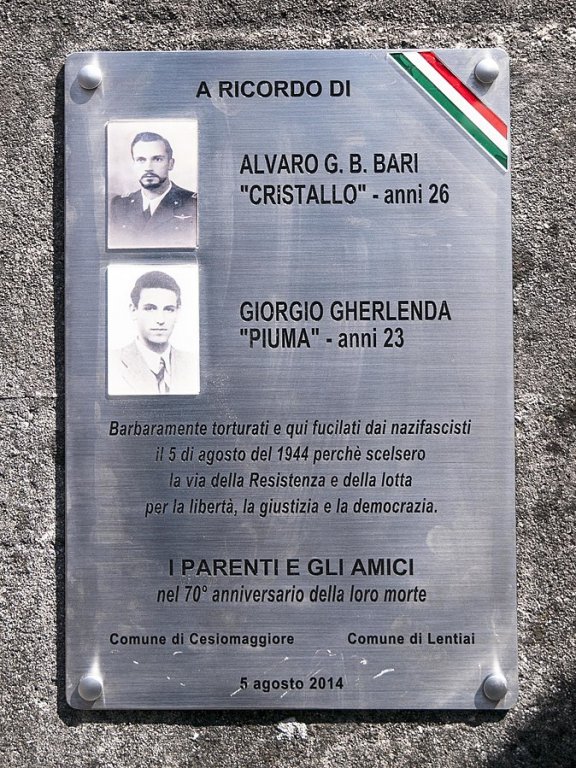 A RICORDO DI
ALVARO G. B. BARI
"CRiSTALLO" - anni 26
GIORGIO GHERLENDA
"PIUMA" - anni 23
Barbaramente torturati e qui fucilati dai nazifascisti
il 5 di agosto del 1944 perchè scelsero
la via della Resistenza e della lotta
per la libertà, la giustizia e la democrazia.
I PARENTI E GLI AMICI
nel 70° anniversario della loro morte
Comune di Cesiomaggiore Comune di Lentiai
5 agosto 2014